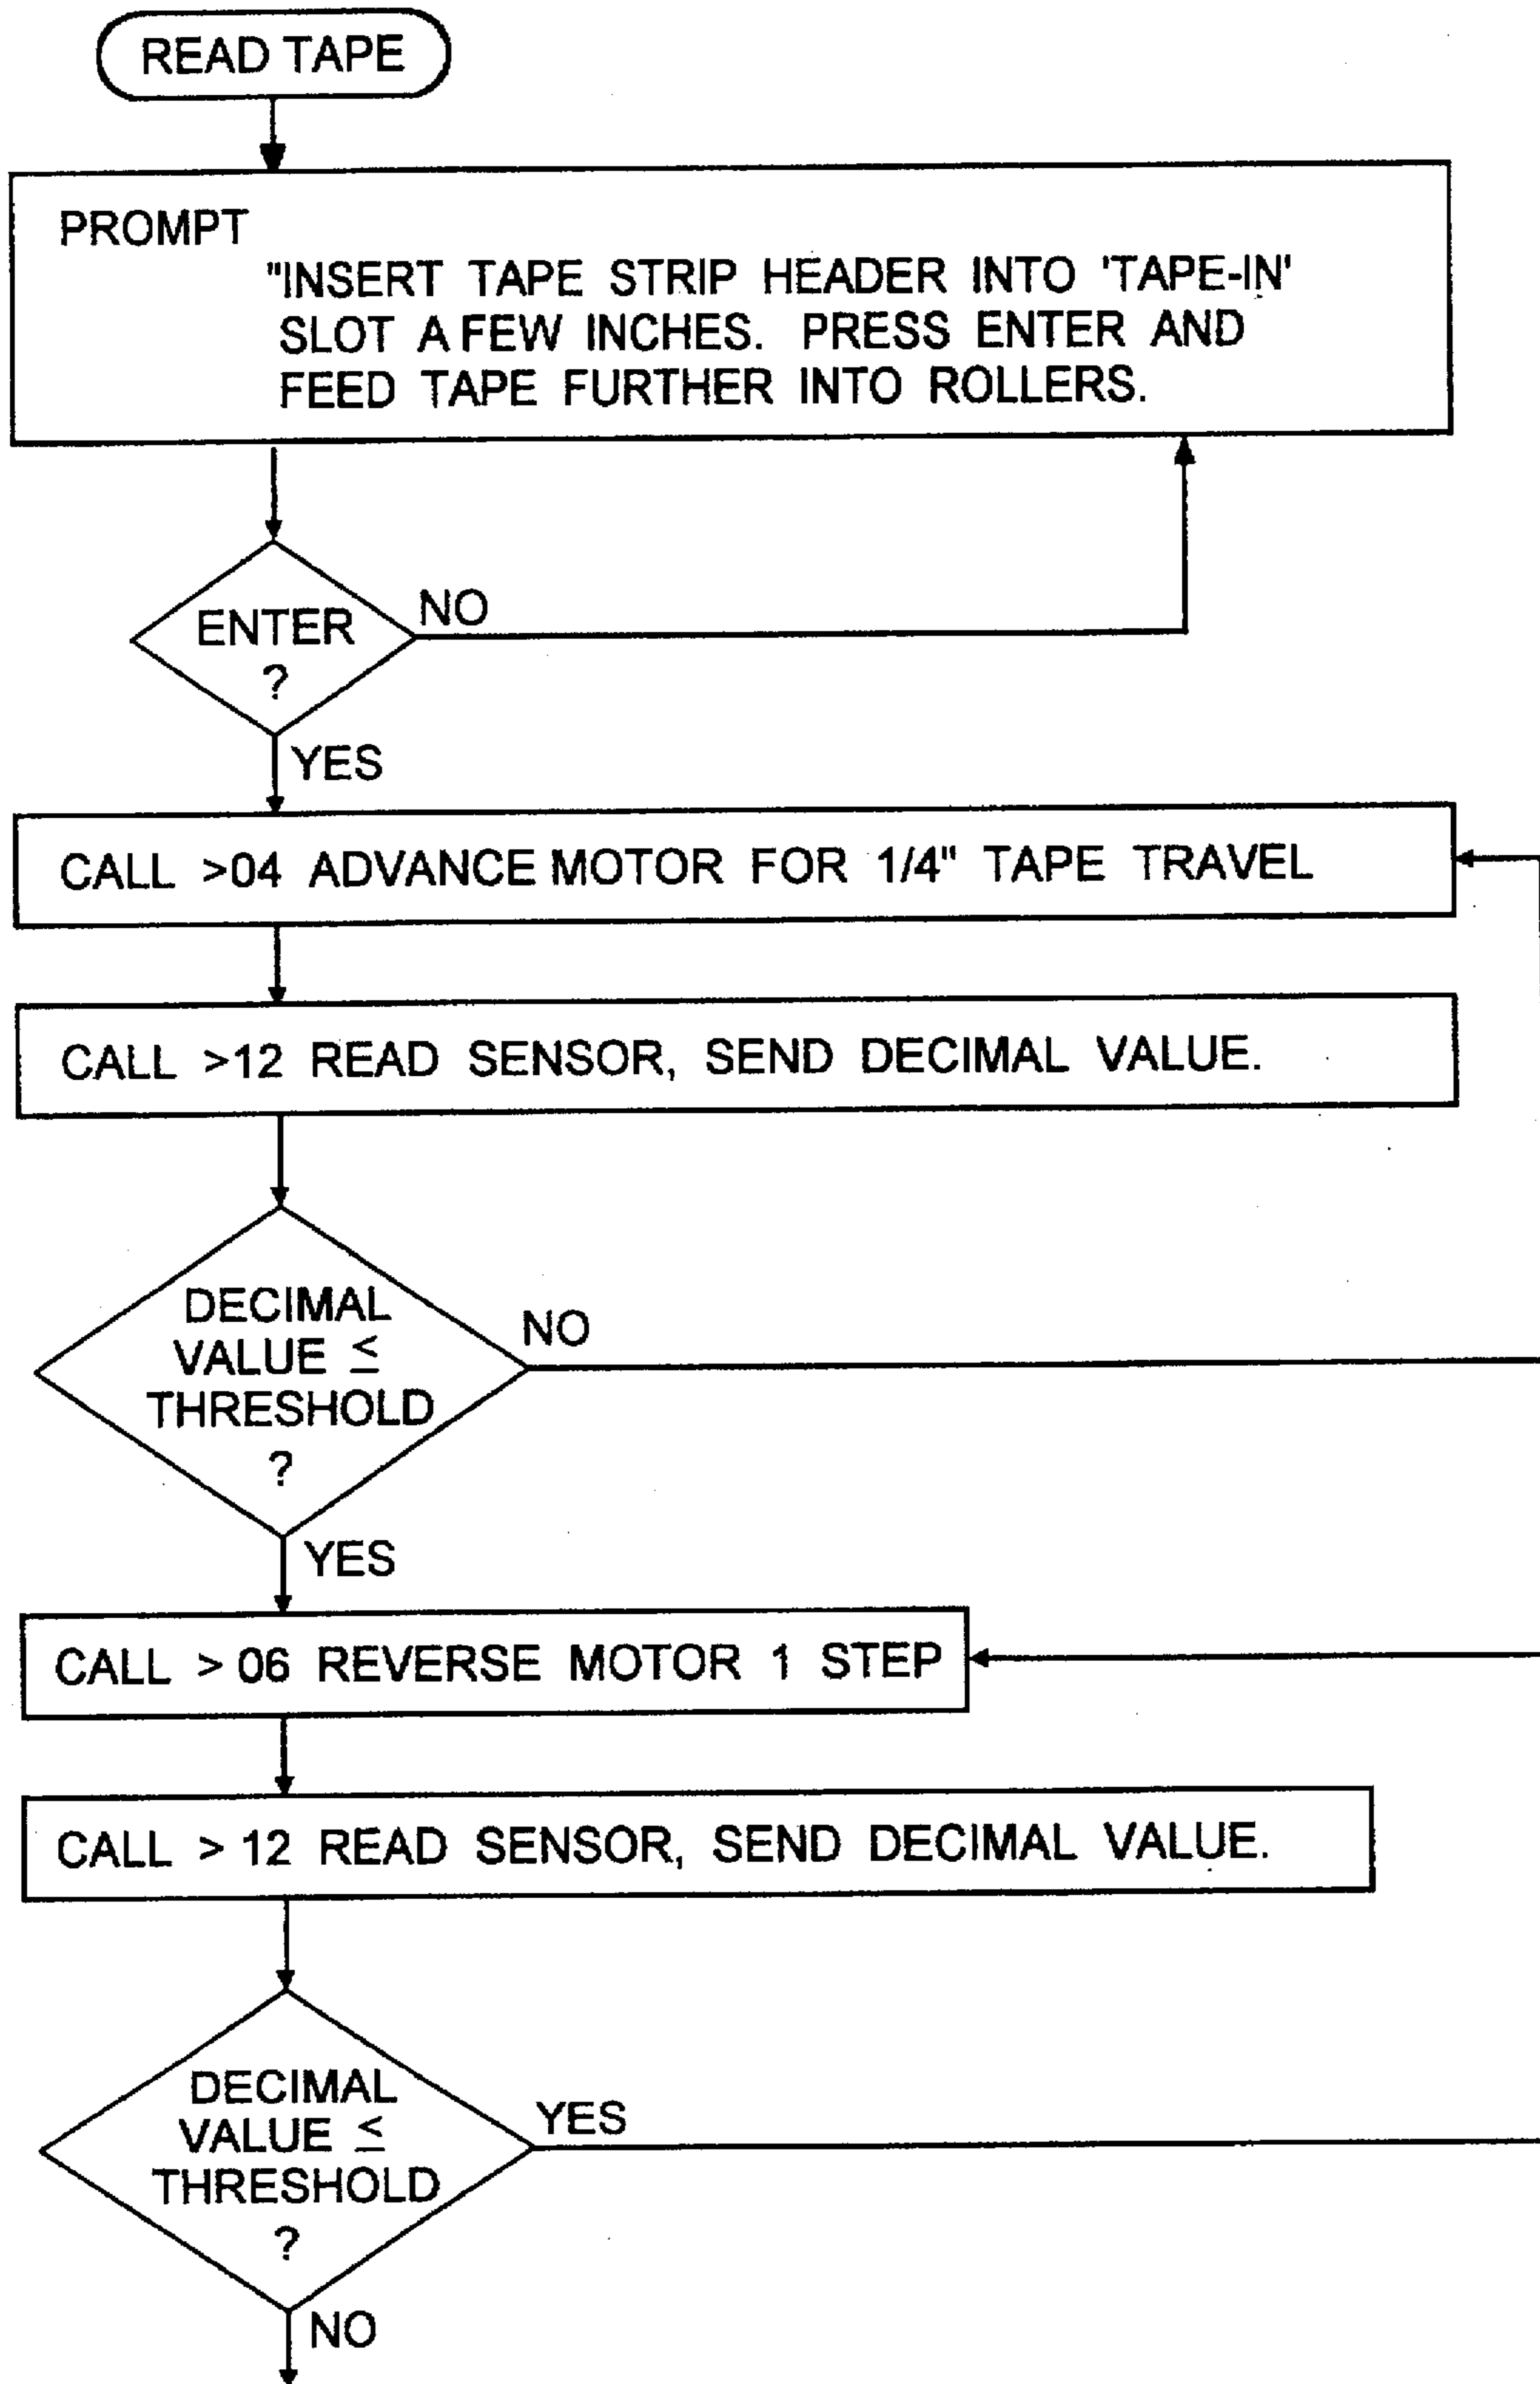 READ TAPE
PROMPT
"INSERT TAPE STRIP HEADER INTO 'TAPE-IN'
SLOT A FEW INCHES. PRESS ENTER AND
FEED TAPE FURTHER INTO ROLLERS.
ENTER
?
NO
YES
CALL >04 ADVANCE MOTOR FOR 1/4" TAPE TRAVEL
CALL >12 READ SENSOR, SEND DECIMAL VALUE.
DECIMAL
VALUE ≤
THRESHOLD
?
NO
YES
CALL > 06 REVERSE MOTOR 1 STEP
CALL > 12 READ SENSOR, SEND DECIMAL VALUE.
DECIMAL
VALUE ≤
THRESHOLD
?
YES
NO